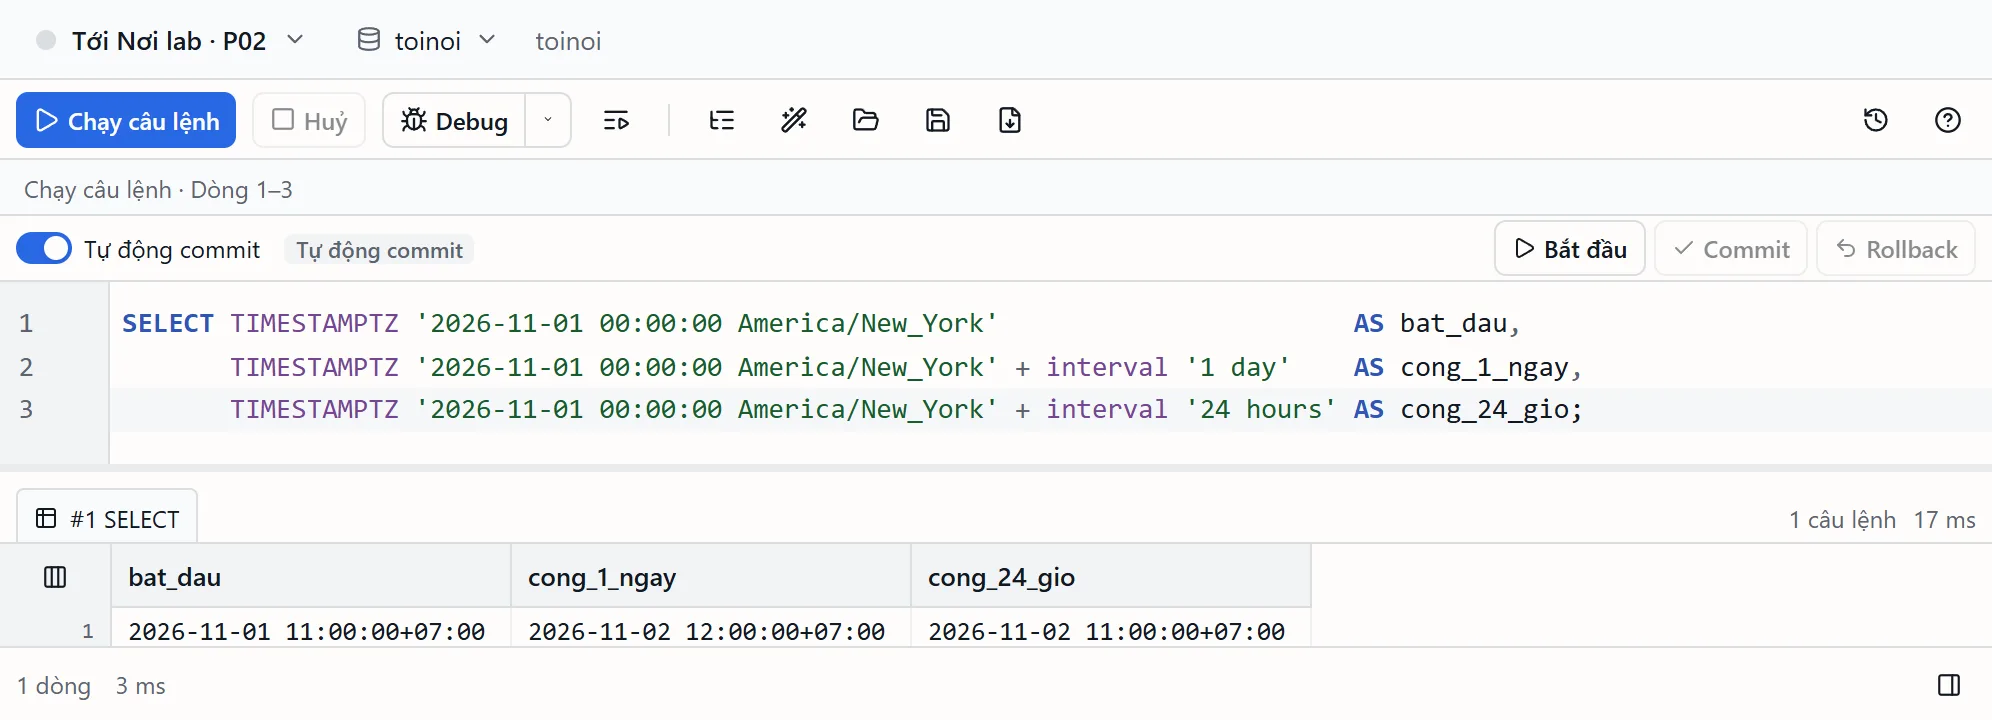 Tới Nơi lab · P02 toinoi toinoi
Chạy câu lệnh Huỷ Debug
Chạy câu lệnh · Dòng 1–3
Tự động commit Tự động commit Bắt đầu Commit Rollback
1 SELECT TIMESTAMPTZ '2026-11-01 00:00:00 America/New_York' AS bat_dau,
2 TIMESTAMPTZ '2026-11-01 00:00:00 America/New_York' + interval '1 day' AS cong_1_ngay,
3 TIMESTAMPTZ '2026-11-01 00:00:00 America/New_York' + interval '24 hours' AS cong_24_gio;
#1 SELECT 1 câu lệnh 17 ms
bat_dau cong_1_ngay cong_24_gio
1 2026-11-01 11:00:00+07:00 2026-11-02 12:00:00+07:00 2026-11-02 11:00:00+07:00
1 dòng 3 ms